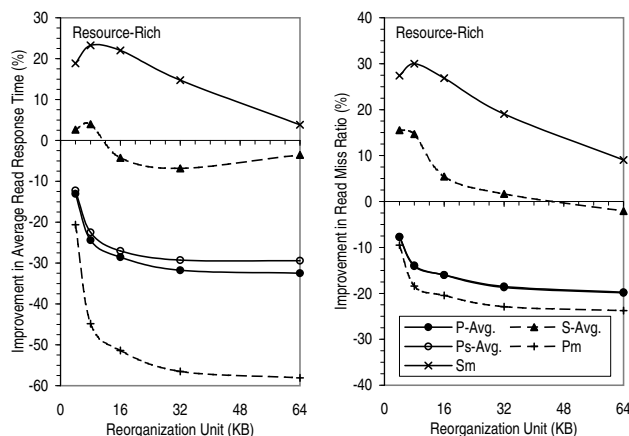 Resource-Rich
30
20
10
0
-10
-20
-30
-40
-50
-60
0 16 32 48 64
Improvement in Average Read Response Time (%)
Reorganization Unit (KB)
Resource-Rich
40
30
20
10
0
-10
-20
-30
-40
0 16 32 48 64
Improvement in Read Miss Ratio (%)
Reorganization Unit (KB)
P-Avg. S-Avg.
Ps-Avg. Pm
Sm